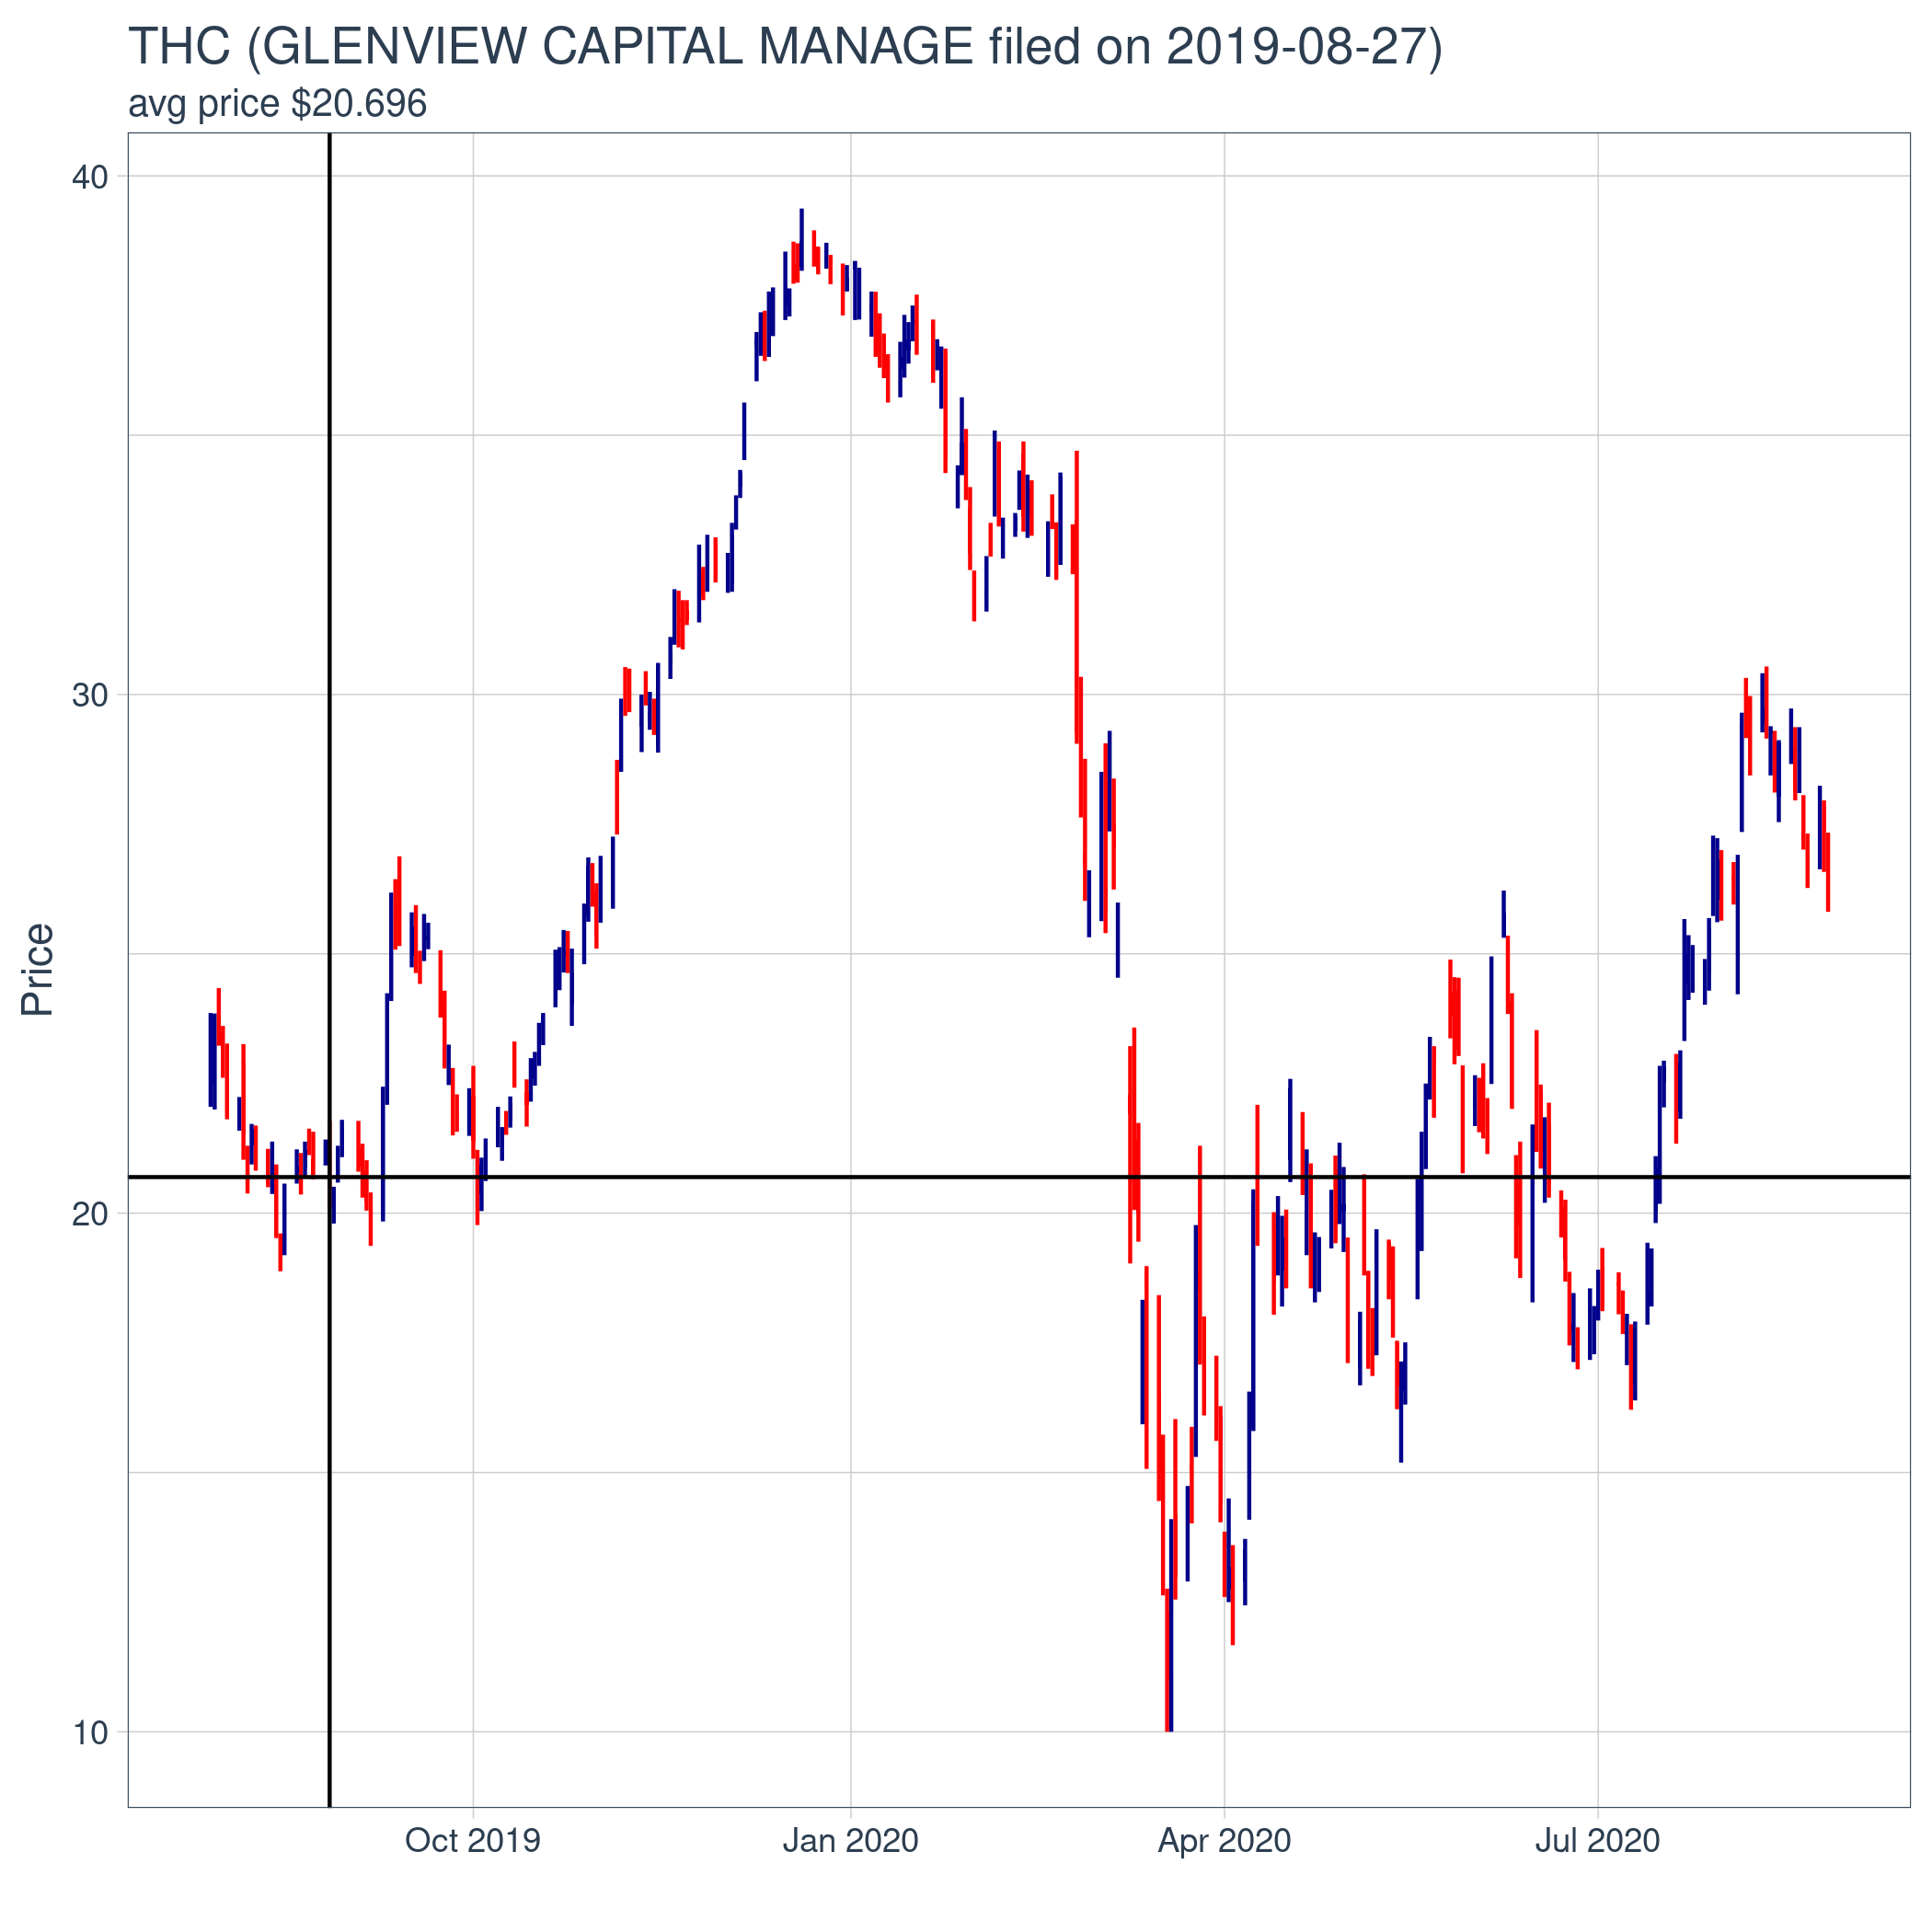 THC (GLENVIEW CAPITAL MANAGE filed on 2019-08-27)
avg price $20.696
40
30
Price
20
10
Oct 2019 Jan 2020 Apr 2020 Jul 2020